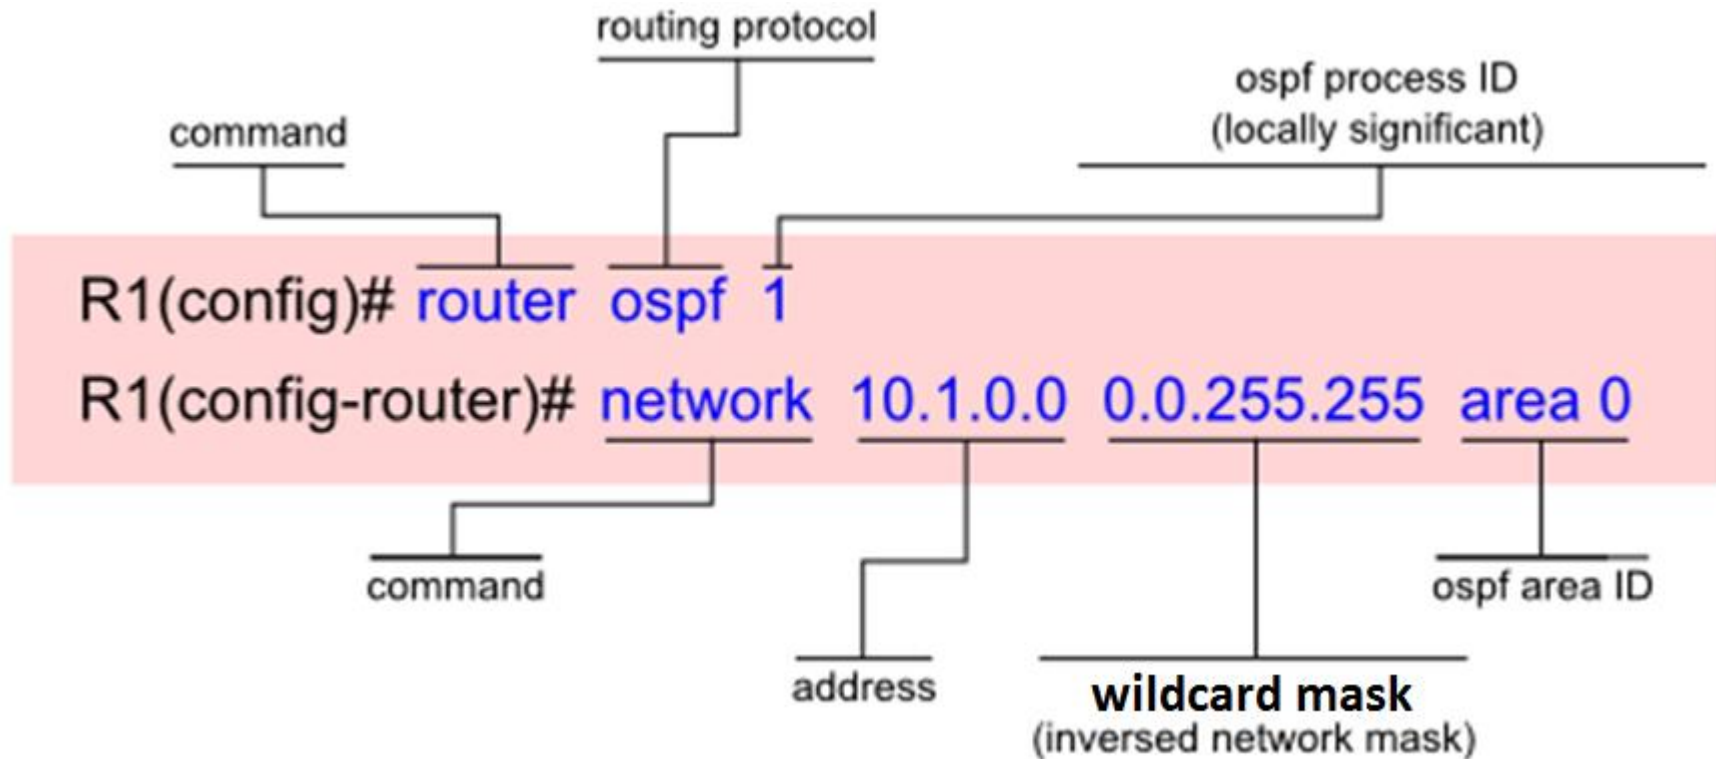 routing protocol
ospf process ID
(locally significant)
command
R1(config)# router ospf 1
R1(config-router)# network 10.1.0.0 0.0.255.255 area 0
command
ospf area ID
address
wildcard mask
(inversed network mask)